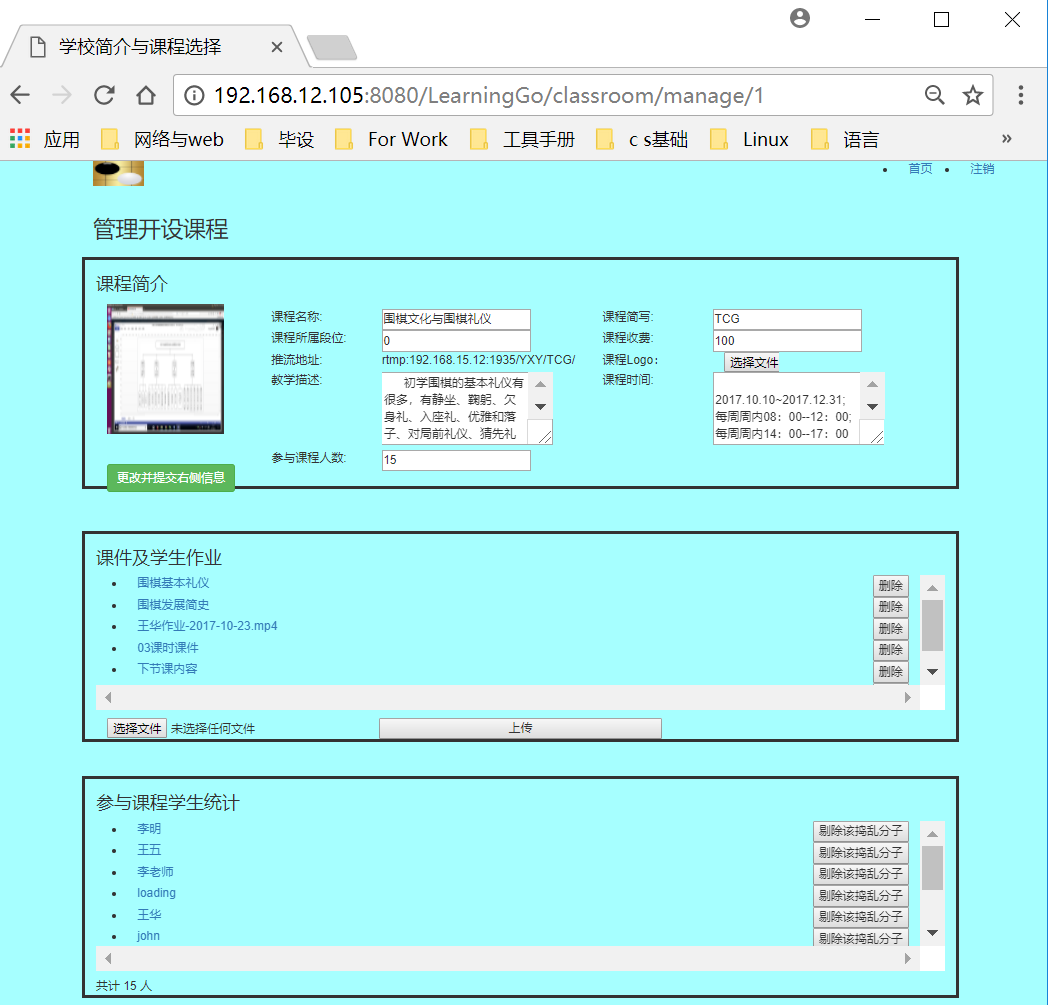 学校简介与课程选择
192.168.12.105:8080/LearningGo/classroom/manage/1
应用 网络与web 毕设 For Work 工具手册 c s基础 Linux 语言 »
首页 注销
管理开设课程
课程简介
课程名称: 围棋文化与围棋礼仪 课程简写: TCG
课程所属段位: 0 课程收费: 100
推流地址: rtmp:192.168.15.12:1935/YXY/TCG/ 课程Logo: 选择文件
教学描述: 课程时间:
初学围棋的基本礼仪有
很多，有静坐、鞠躬、欠
身礼、入座礼、优雅和落
子、对局前礼仪、猜先礼
2017.10.10~2017.12.31;
每周周内08：00--12：00;
每周周内14：00--17：00
参与课程人数: 15
更改并提交右侧信息
课件及学生作业
围棋基本礼仪 删除
围棋发展简史 删除
王华作业-2017-10-23.mp4 删除
03课时课件 删除
下节课内容 删除
选择文件 未选择任何文件 上传
参与课程学生统计
李明 剔除该捣乱分子
王五 剔除该捣乱分子
李老师 剔除该捣乱分子
loading 剔除该捣乱分子
王华 剔除该捣乱分子
john 剔除该捣乱分子
共计 15 人